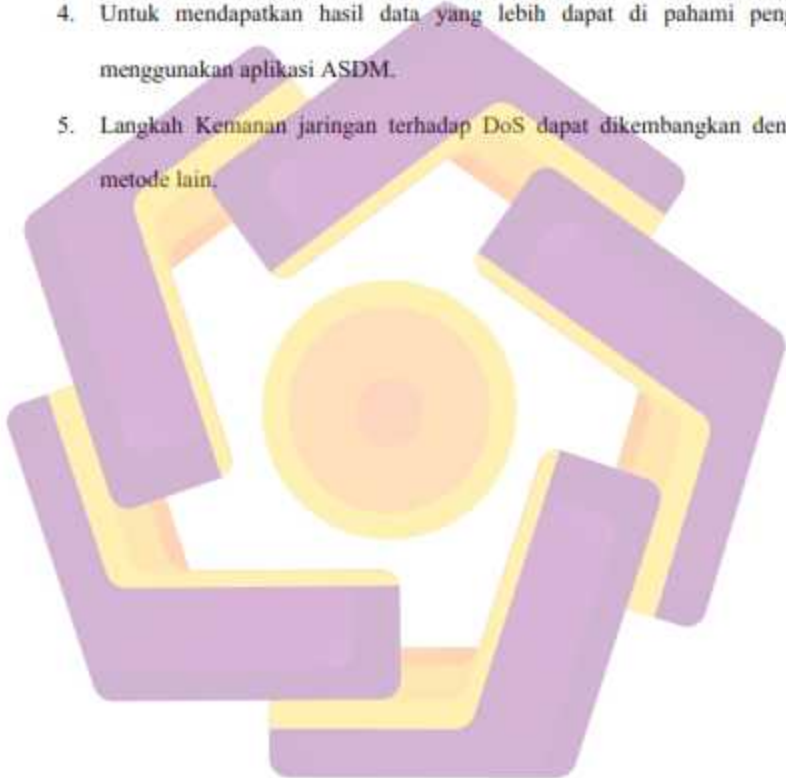 4. Untuk mendapatkan hasil data yang lebih dapat di pahami
menggunakan aplikasi ASDM.
5. Langkah Kemanan jaringan terhadap DoS dapat dikembangkan
metode lain.